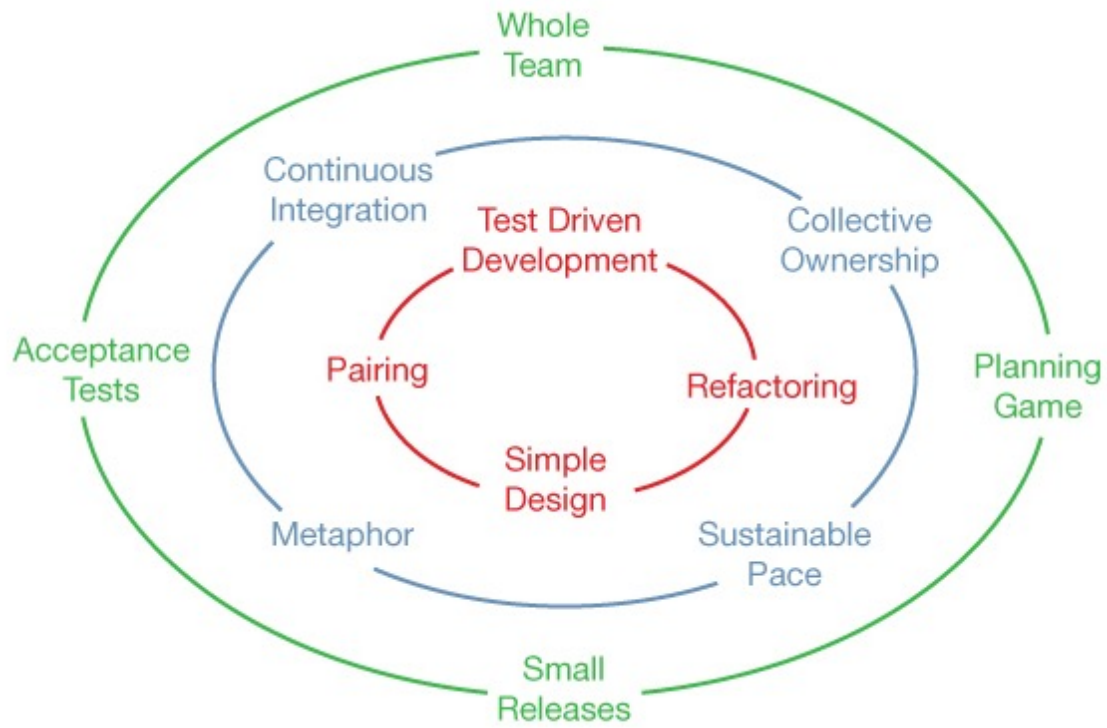 Whole
Team
Continuous
Integration
Test Driven
Development
Collective
Ownership
Acceptance
Tests
Pairing
Refactoring
Planning
Game
Simple
Design
Metaphor
Sustainable
Pace
Small
Releases